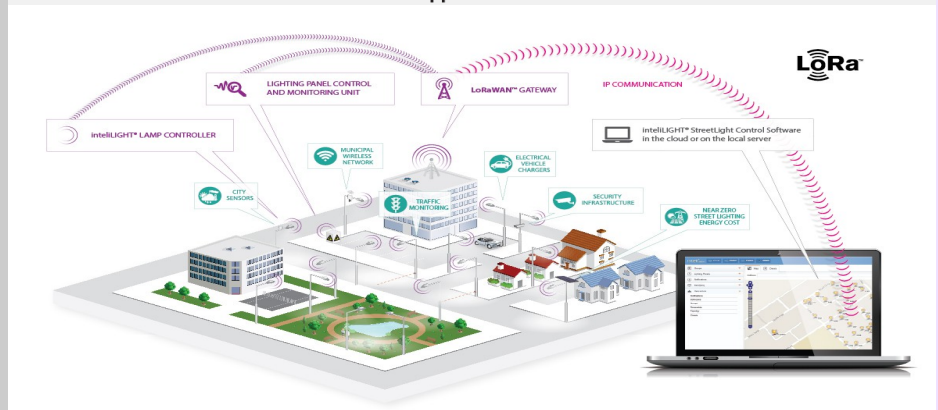 LoRa™
LIGHTING PANEL CONTROL
AND MONITORING UNIT
LoRaWAN™ GATEWAY
IP COMMUNICATION
inteliLIGHT® LAMP CONTROLLER
inteliLIGHT® StreetLight Control Software
in the cloud or on the local server
MUNICIPAL
WIRELESS
NETWORK
ELECTRICAL
VEHICLE
CHARGERS
CITY
SENSORS
TRAFFIC
MONITORING
SECURITY
INFRASTRUCTURE
NEAR ZERO
STREET LIGHTING
ENERGY COST